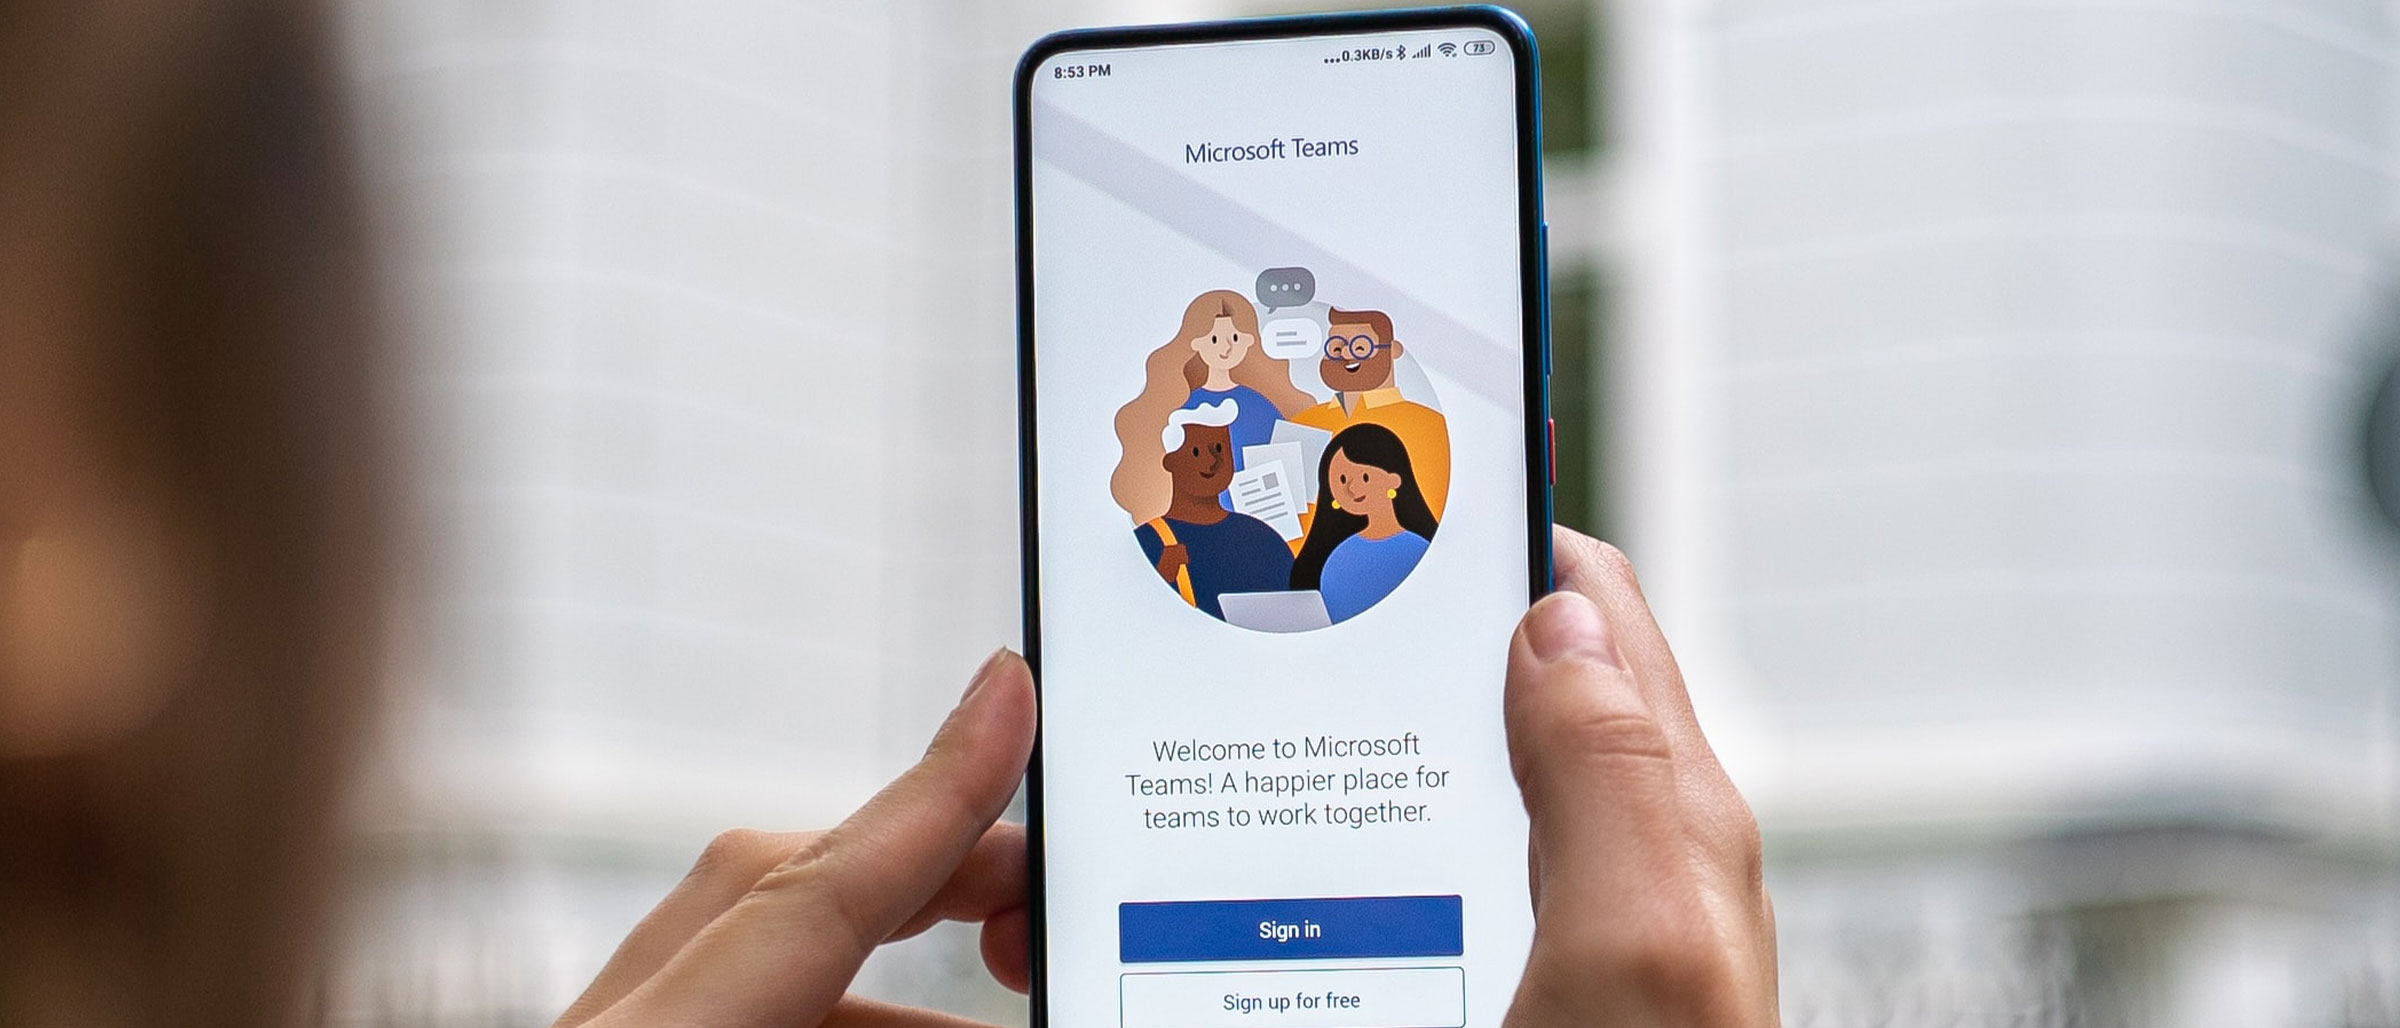 8:53 PM
...0.3KB/s 73
Microsoft Teams
Welcome to Microsoft
Teams! A happier place for
teams to work together.
Sign in
Sign up for free